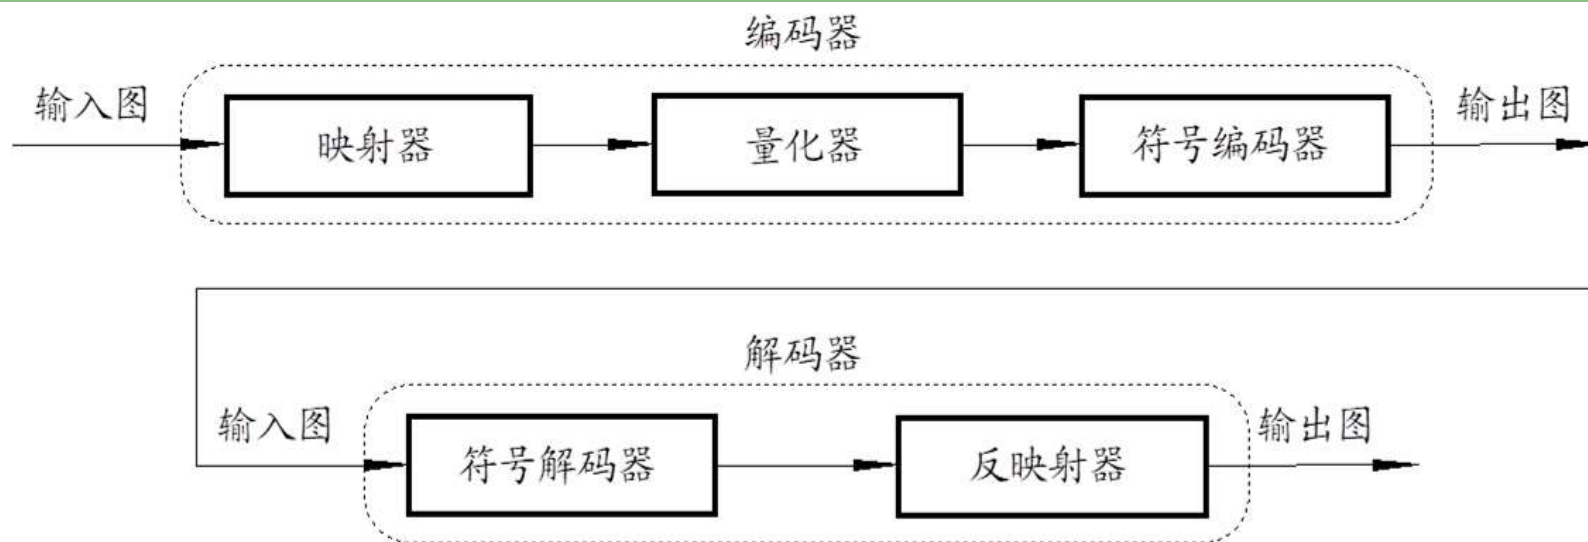 编码器
输入图
映射器
量化器
符号编码器
输出图
解码器
输入图
符号解码器
反映射器
输出图